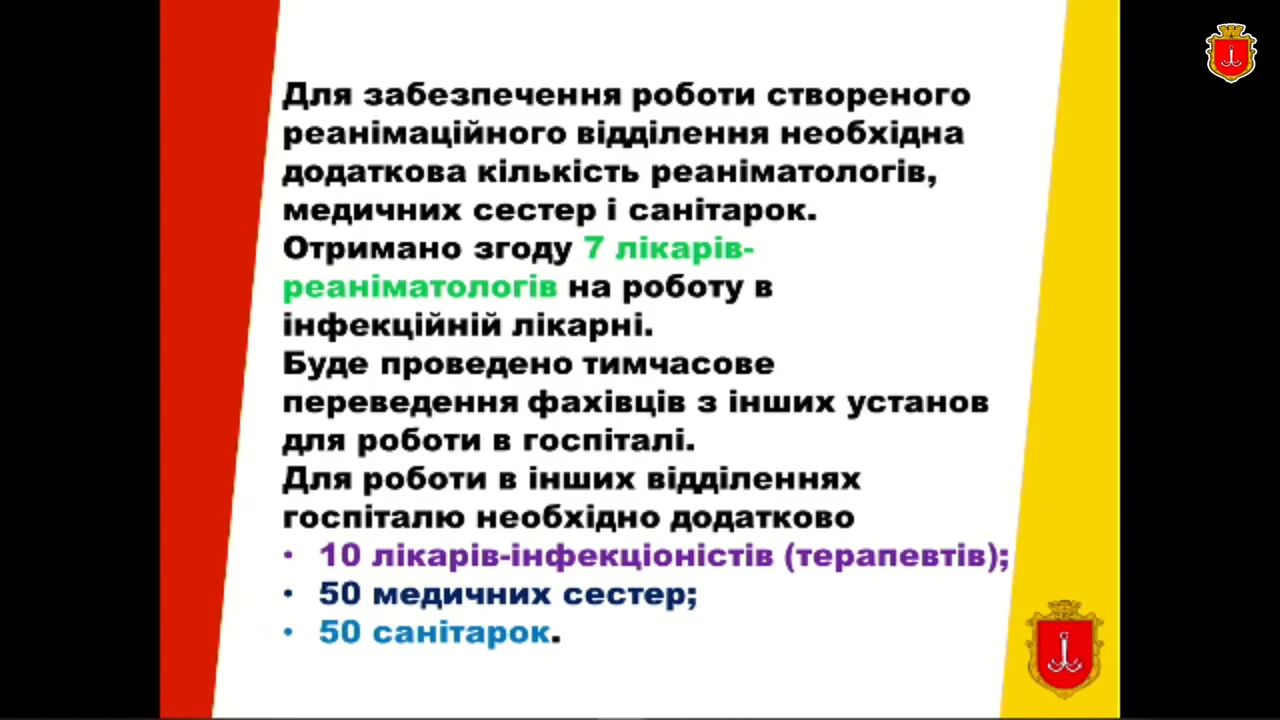 Для забезпечення роботи створеного
реанімаційного відділення необхідна
додаткова кількість реаніматологів,
медичних сестер і санітарок.
Отримано згоду 7 лікарів-
реаніматологів на роботу в
інфекційній лікарні.
Буде проведено тимчасове
переведення фахівців з інших установ
для роботи в госпіталі.
Для роботи в інших відділеннях
госпіталю необхідно додатково
• 10 лікарів-інфекціоністів (терапевтів);
• 50 медичних сестер;
• 50 санітарок.